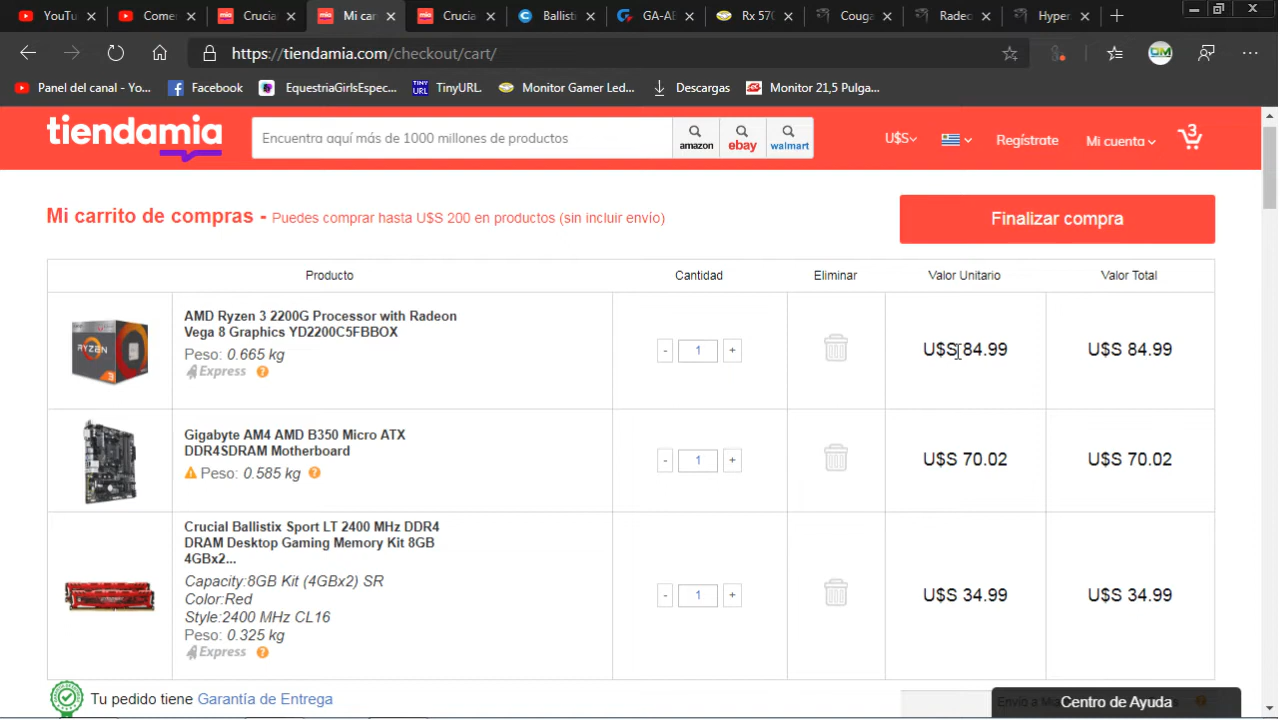 YouTu
Comer
Crucia
Mi car
Crucia
Ballist
GA-AB
Rx 570
Couga
Radec
Hyper
https://tiendamia.com/checkout/cart/
Panel del canal - Yo...
Facebook
EquestriaGirlsEspec...
TinyURL
Monitor Gamer Led...
Descargas
Monitor 21,5 Pulga...
tiendamia
Encuentra aquí más de 1000 millones de productos
amazon
ebay
walmart
U$S
Regístrate
Mi cuenta
3
Mi carrito de compras - Puedes comprar hasta U$S 200 en productos (sin incluir envío)
Finalizar compra
Producto
Cantidad
Eliminar
Valor Unitario
Valor Total
AMD Ryzen 3 2200G Processor with Radeon
Vega 8 Graphics YD2200C5FBBOX
Peso: 0.665 kg
Express ?
- 1 +
U$S 84.99
U$S 84.99
Gigabyte AM4 AMD B350 Micro ATX
DDR4SDRAM Motherboard
Peso: 0.585 kg ?
- 1 +
U$S 70.02
U$S 70.02
Crucial Ballistix Sport LT 2400 MHz DDR4
DRAM Desktop Gaming Memory Kit 8GB
4GBx2...
Capacity:8GB Kit (4GBx2) SR
Color:Red
Style:2400 MHz CL16
Peso: 0.325 kg
Express ?
- 1 +
U$S 34.99
U$S 34.99
Tu pedido tiene Garantía de Entrega
Centro de Ayuda
RYZEN